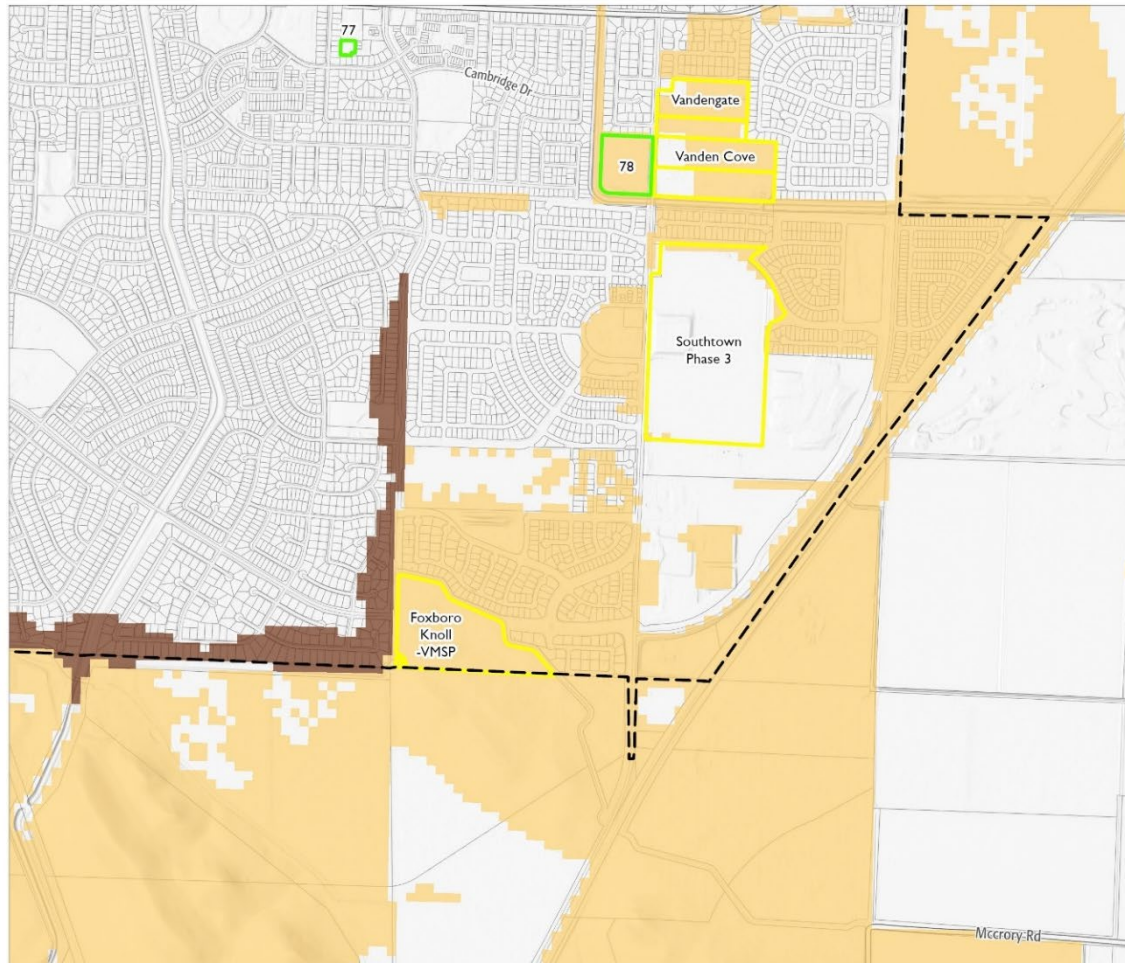 77
Cambridge Dr
Vandengate
78
Vanden Cove
Southtown
Phase 3
Foxboro
Knoll
-VMSP
Mccrory Rd